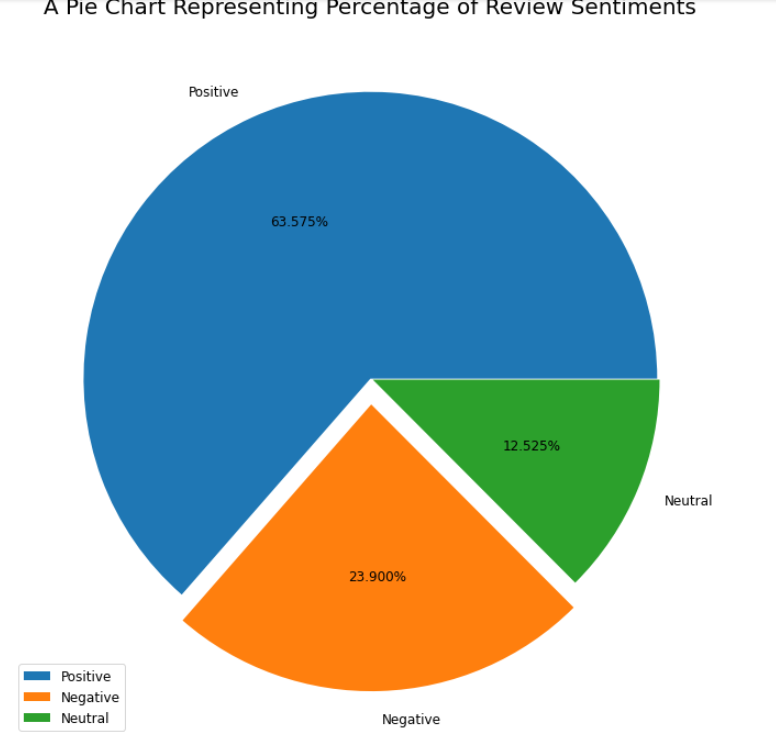 A Pie Chart Representing Percentage of Review Sentiments
Positive
63.575%
12.525%
Neutral
23.900%
Negative
Positive
Negative
Neutral